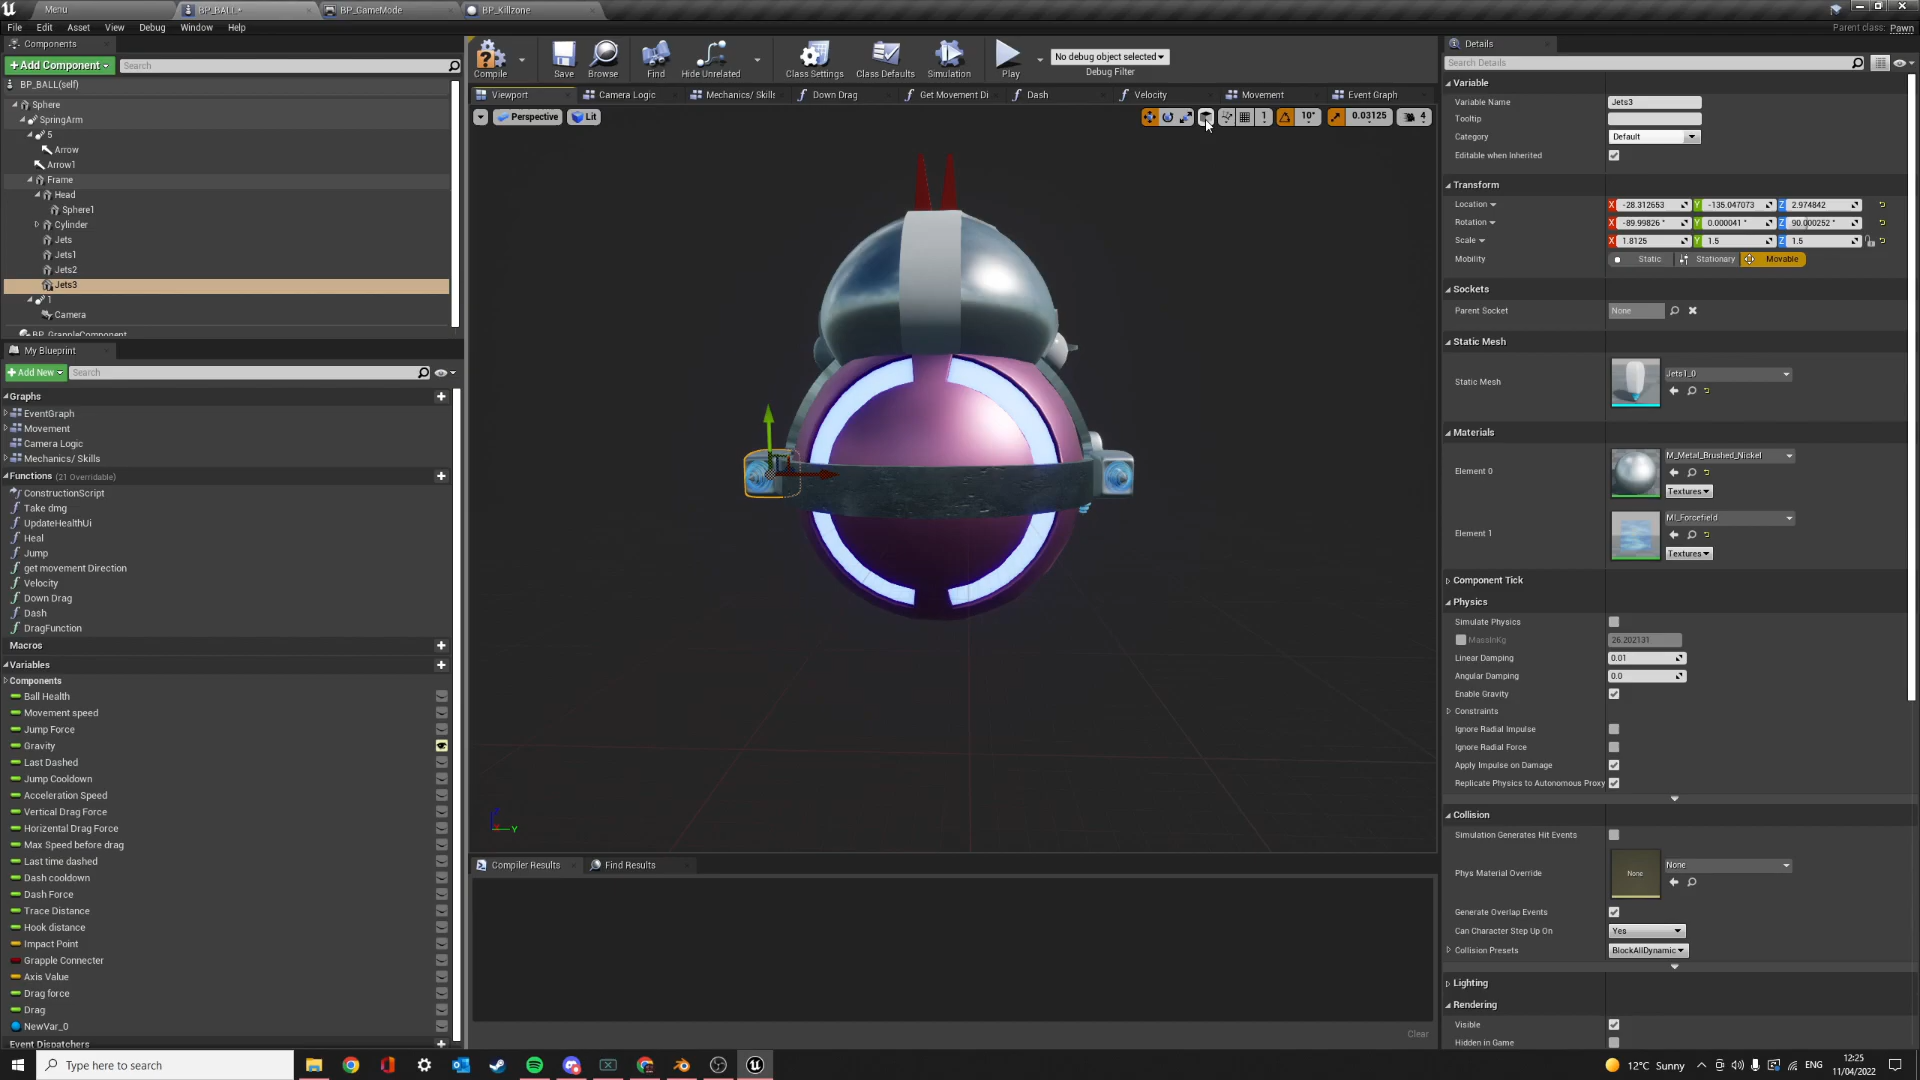 Menu
BP_BALL*
BP_GameMode
BP_Killzone
File Edit Asset View Debug Window Help
Parent class: Pawn
Components
+Add Component
Search
BP_BALL(self)
Sphere
SpringArm
5
Arrow
Arrow1
Frame
Head
Sphere1
Cylinder
Jets
Jets1
Jets2
Jets3
1
Camera
BP_GrappleComponent
My Blueprint
+Add New
Search
Graphs
EventGraph
Movement
Camera Logic
Mechanics/ Skills
Functions (21 Overridable)
ConstructionScript
Take dmg
UpdateHealthUi
Heal
Jump
get movement Direction
Velocity
Down Drag
Dash
DragFunction
Macros
Variables
Components
Ball Health
Movement speed
Jump Force
Gravity
Last Dashed
Jump Cooldown
Acceleration Speed
Vertical Drag Force
Horizental Drag Force
Max Speed before drag
Last time dashed
Dash cooldown
Dash Force
Trace Distance
Hook distance
Impact Point
Grapple Connecter
Axis Value
Drag force
Drag
NewVar_0
Event Dispatchers
Compile
Save
Browse
Find
Hide Unrelated
Class Settings
Class Defaults
Simulation
Play
No debug object selected
Debug Filter
Viewport
Camera Logic
Mechanics/ Skills
Down Drag
Get Movement Di
Dash
Velocity
Movement
Event Graph
Perspective
Lit
1
10°
0.03125
4
Z
Y
Compiler Results
Find Results
Clear
Details
Search Details
Variable
Variable Name Jets3
Tooltip
Category Default
Editable when Inherited
Transform
Location X -28.312653 Y -135.047073 Z 2.974842
Rotation X -89.99826 ° Y 0.000041 ° Z 90.000252 °
Scale X 1.8125 Y 1.5 Z 1.5
Mobility Static Stationary Movable
Sockets
Parent Socket None
Static Mesh
Static Mesh Jets1_0
Materials
Element 0 M_Metal_Brushed_Nickel
Textures
Element 1 MI_Forcefield
Textures
Component Tick
Physics
Simulate Physics
MassInKg 26.202131
Linear Damping 0.01
Angular Damping 0.0
Enable Gravity
Constraints
Ignore Radial Impulse
Ignore Radial Force
Apply Impulse on Damage
Replicate Physics to Autonomous Proxy
Collision
Simulation Generates Hit Events
Phys Material Override None None
Generate Overlap Events
Can Character Step Up On Yes
Collision Presets BlockAllDynamic
Lighting
Rendering
Visible
Hidden in Game
Type here to search
12°C Sunny
ENG
12:25
11/04/2022